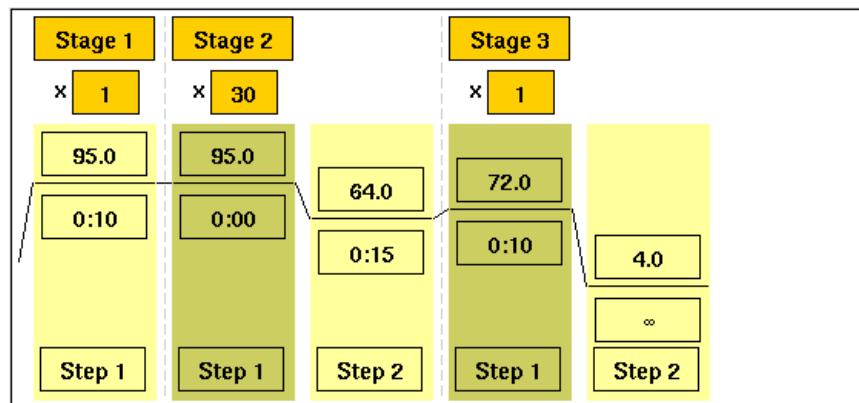 Stage 1 Stage 2 Stage 3
x 1 x 30 x 1
95.0 95.0 64.0 72.0 4.0
0:10 0:00 0:15 0:10 ∞
Step 1 Step 1 Step 2 Step 1 Step 2